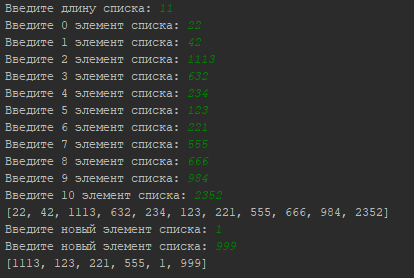 Введите длину списка: 11
Введите 0 элемент списка: 22
Введите 1 элемент списка: 42
Введите 2 элемент списка: 1113
Введите 3 элемент списка: 632
Введите 4 элемент списка: 234
Введите 5 элемент списка: 123
Введите 6 элемент списка: 221
Введите 7 элемент списка: 555
Введите 8 элемент списка: 666
Введите 9 элемент списка: 984
Введите 10 элемент списка: 2352
[22, 42, 1113, 632, 234, 123, 221, 555, 666, 984, 2352]
Введите новый елемент списка: 1
Введите новый елемент списка: 999
[1113, 123, 221, 555, 1, 999]